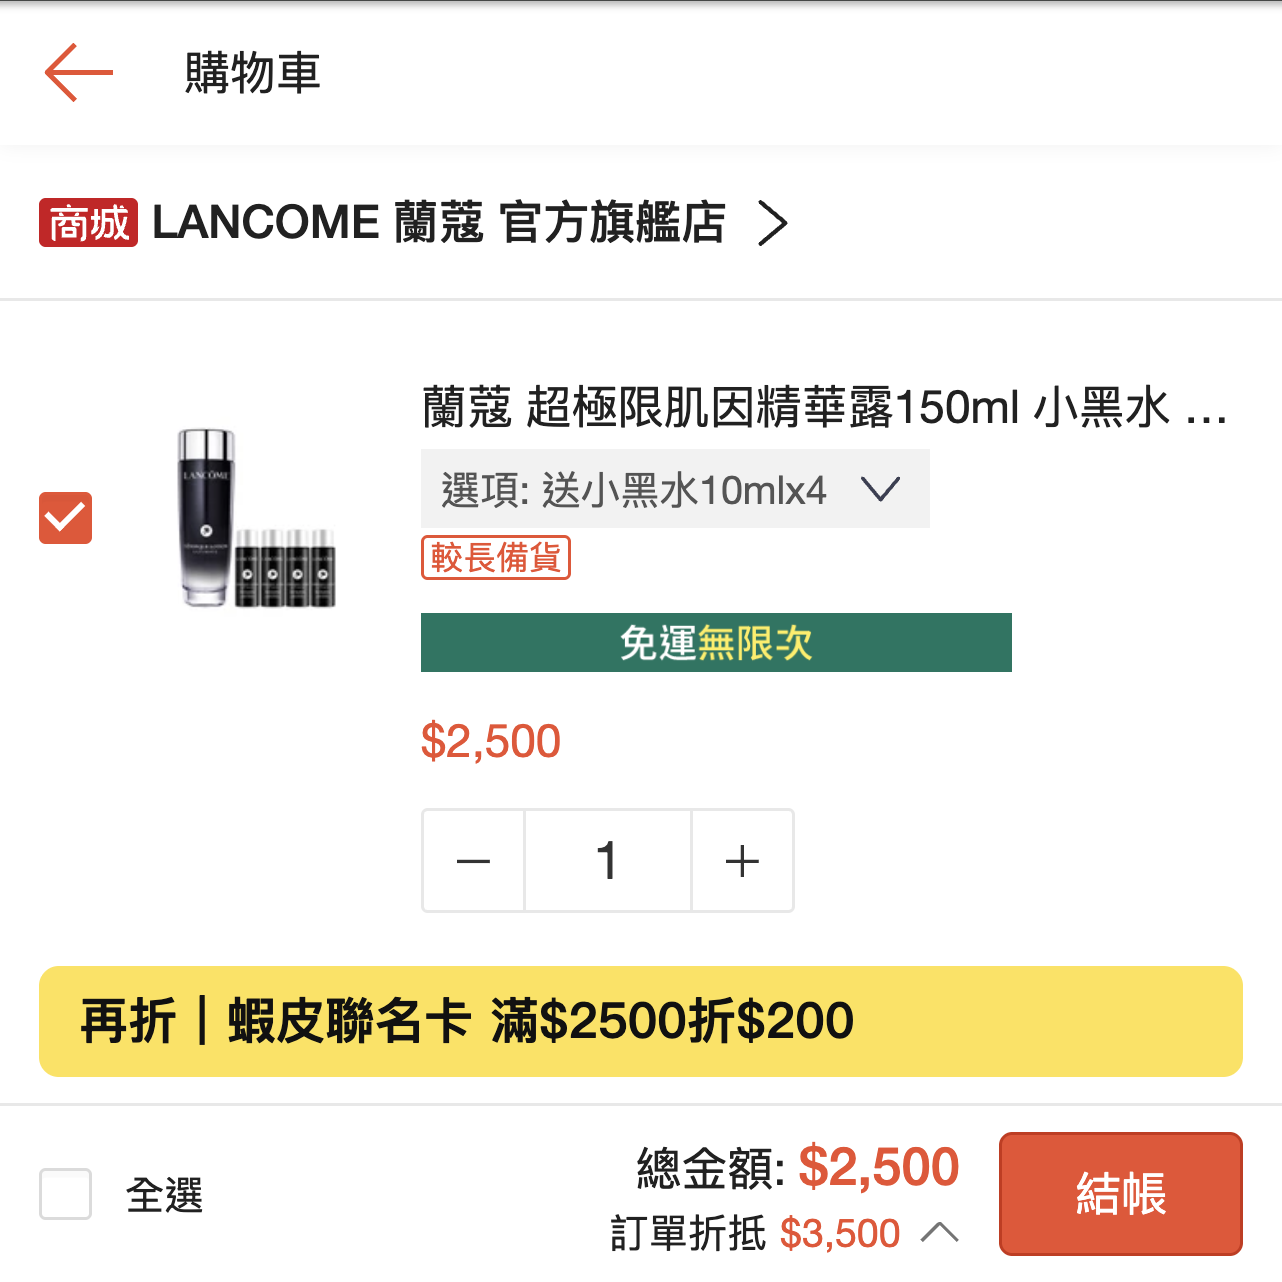 購物車
商城 LANCOME 蘭蔻 官方旗艦店
蘭蔻 超極限肌因精華露150ml 小黑水 ...
選項: 送小黑水10mlx4
LANCÔME
較長備貨
免運無限次
$2,500
1
再折｜蝦皮聯名卡 滿$2500折$200
總金額: $2,500
全選
訂單折抵 $3,500
結帳